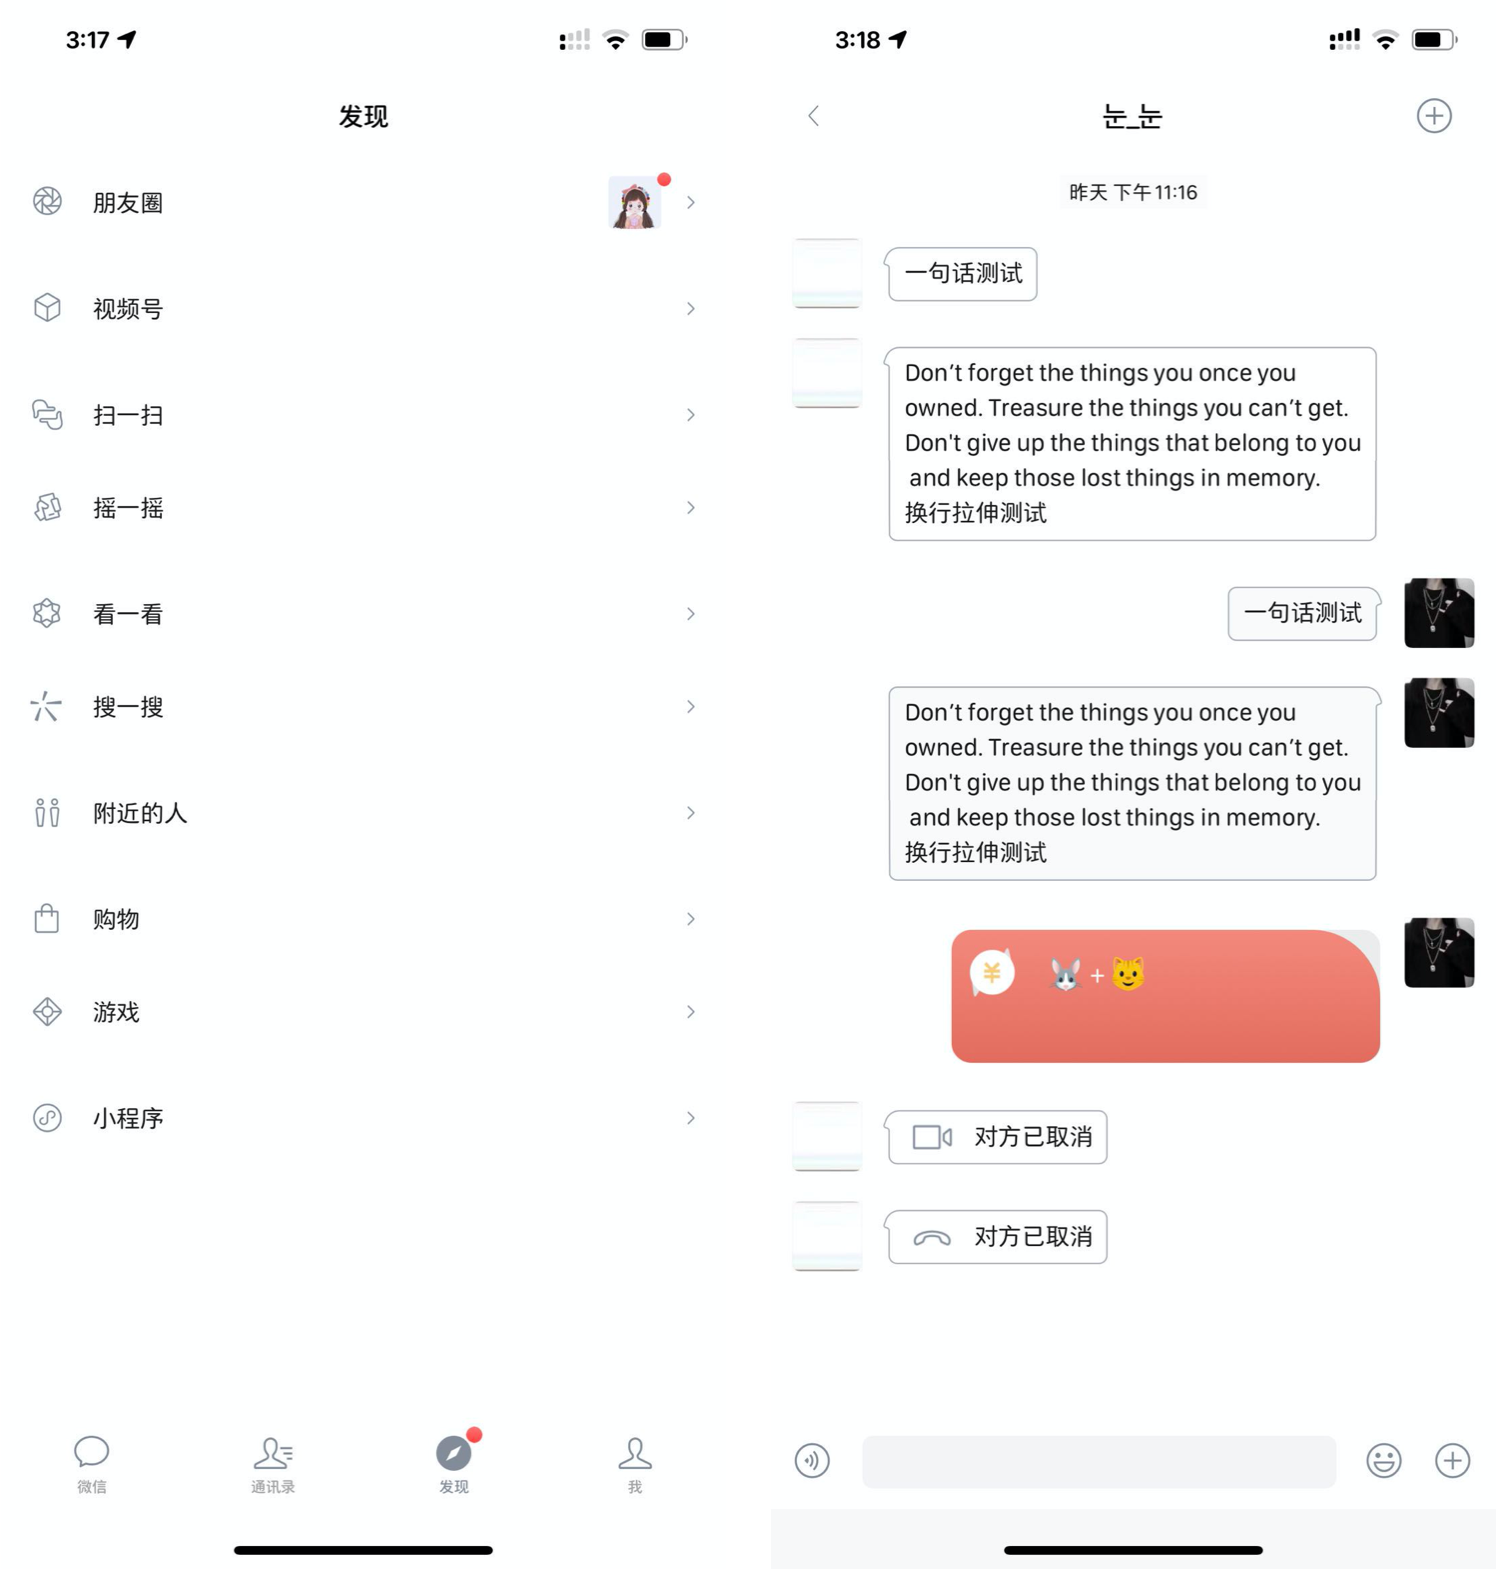 3:17
发现
朋友圈
视频号
扫一扫
摇一摇
看一看
搜一搜
附近的人
购物
游戏
小程序
微信
通讯录
发现
我
3:18
눈_눈
昨天 下午 11:16
一句话测试
Don’t forget the things you once you
owned. Treasure the things you can’t get.
Don't give up the things that belong to you
and keep those lost things in memory.
换行拉伸测试
一句话测试
Don’t forget the things you once you
owned. Treasure the things you can’t get.
Don't give up the things that belong to you
and keep those lost things in memory.
换行拉伸测试
¥ 🐰+🐱
对方已取消
对方已取消